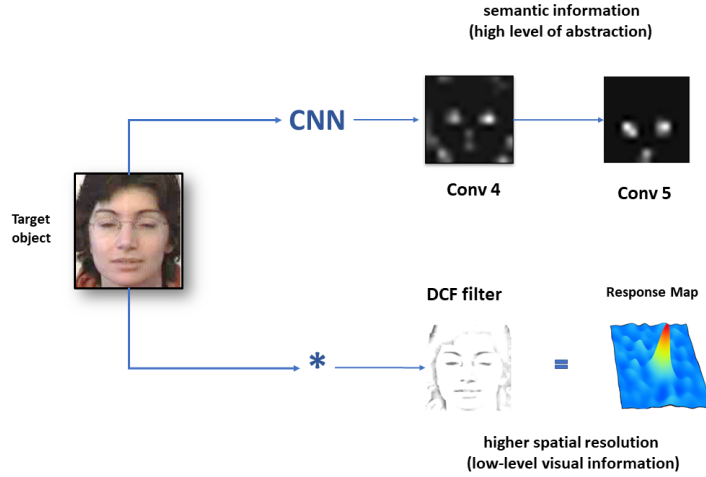 semantic information
(high level of abstraction)
CNN
Conv 4
Conv 5
Target
object
DCF filter
Response Map
*
=
higher spatial resolution
(low-level visual information)